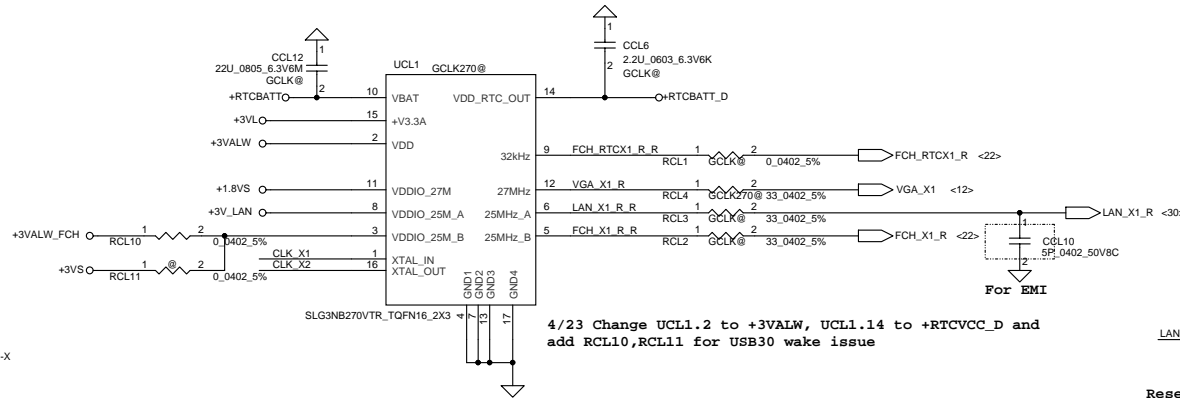 1
CCL12
22U_0805_6.3V6M
GCLK@
2
1
CCL6
2.2U_0603_6.3V6K
2
GCLK@
UCL1 GCLK270@
+RTCBATT 10 VBAT VDD_RTC_OUT 14 +RTCBATT_D
+3VL 15 +V3.3A
+3VALW 2 VDD
32kHz 9 FCH_RTCX1_R_R RCL1 1 GCLK@ 2 0_0402_5% FCH_RTCX1_R <22>
+1.8VS 11 VDDIO_27M 27MHz 12 VGA_X1_R RCL4 1 GCLK270@ 2 33_0402_5% VGA_X1 <12>
+3V_LAN 8 VDDIO_25M_A 25MHz_A 6 LAN_X1_R_R RCL3 1 GCLK@ 2 33_0402_5% LAN_X1_R <30>
+3VALW_FCH RCL10 1 2 0_0402_5% 3 VDDIO_25M_B 25MHz_B 5 FCH_X1_R_R RCL2 1 GCLK@ 2 33_0402_5% FCH_X1_R <22>
+3VS RCL11 1 @ 2 0_0402_5%
CLK_X1 1 XTAL_IN
CLK_X2 16 XTAL_OUT
1
CCL10
5P_0402_50V8C
2
For EMI
GND1 GND2 GND3 GND4
4 7 13 17
SLG3NB270VTR_TQFN16_2X3
4/23 Change UCL1.2 to +3VALW, UCL1.14 to +RTCVCC_D and
add RCL10,RCL11 for USB30 wake issue
-X
LAN
Rese